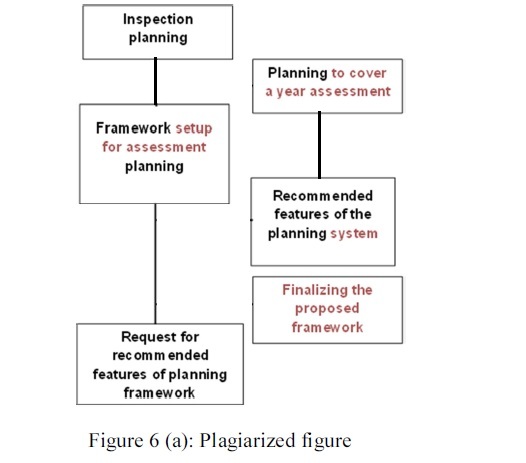 Inspection
planning
Framework setup
for assessment
planning
Request for
recommended
features of planning
framework
Planning to cover
a year assessment
Recommended
features of the
planning system
Finalizing the
proposed
framework
Figure 6 (a): Plagiarized figure